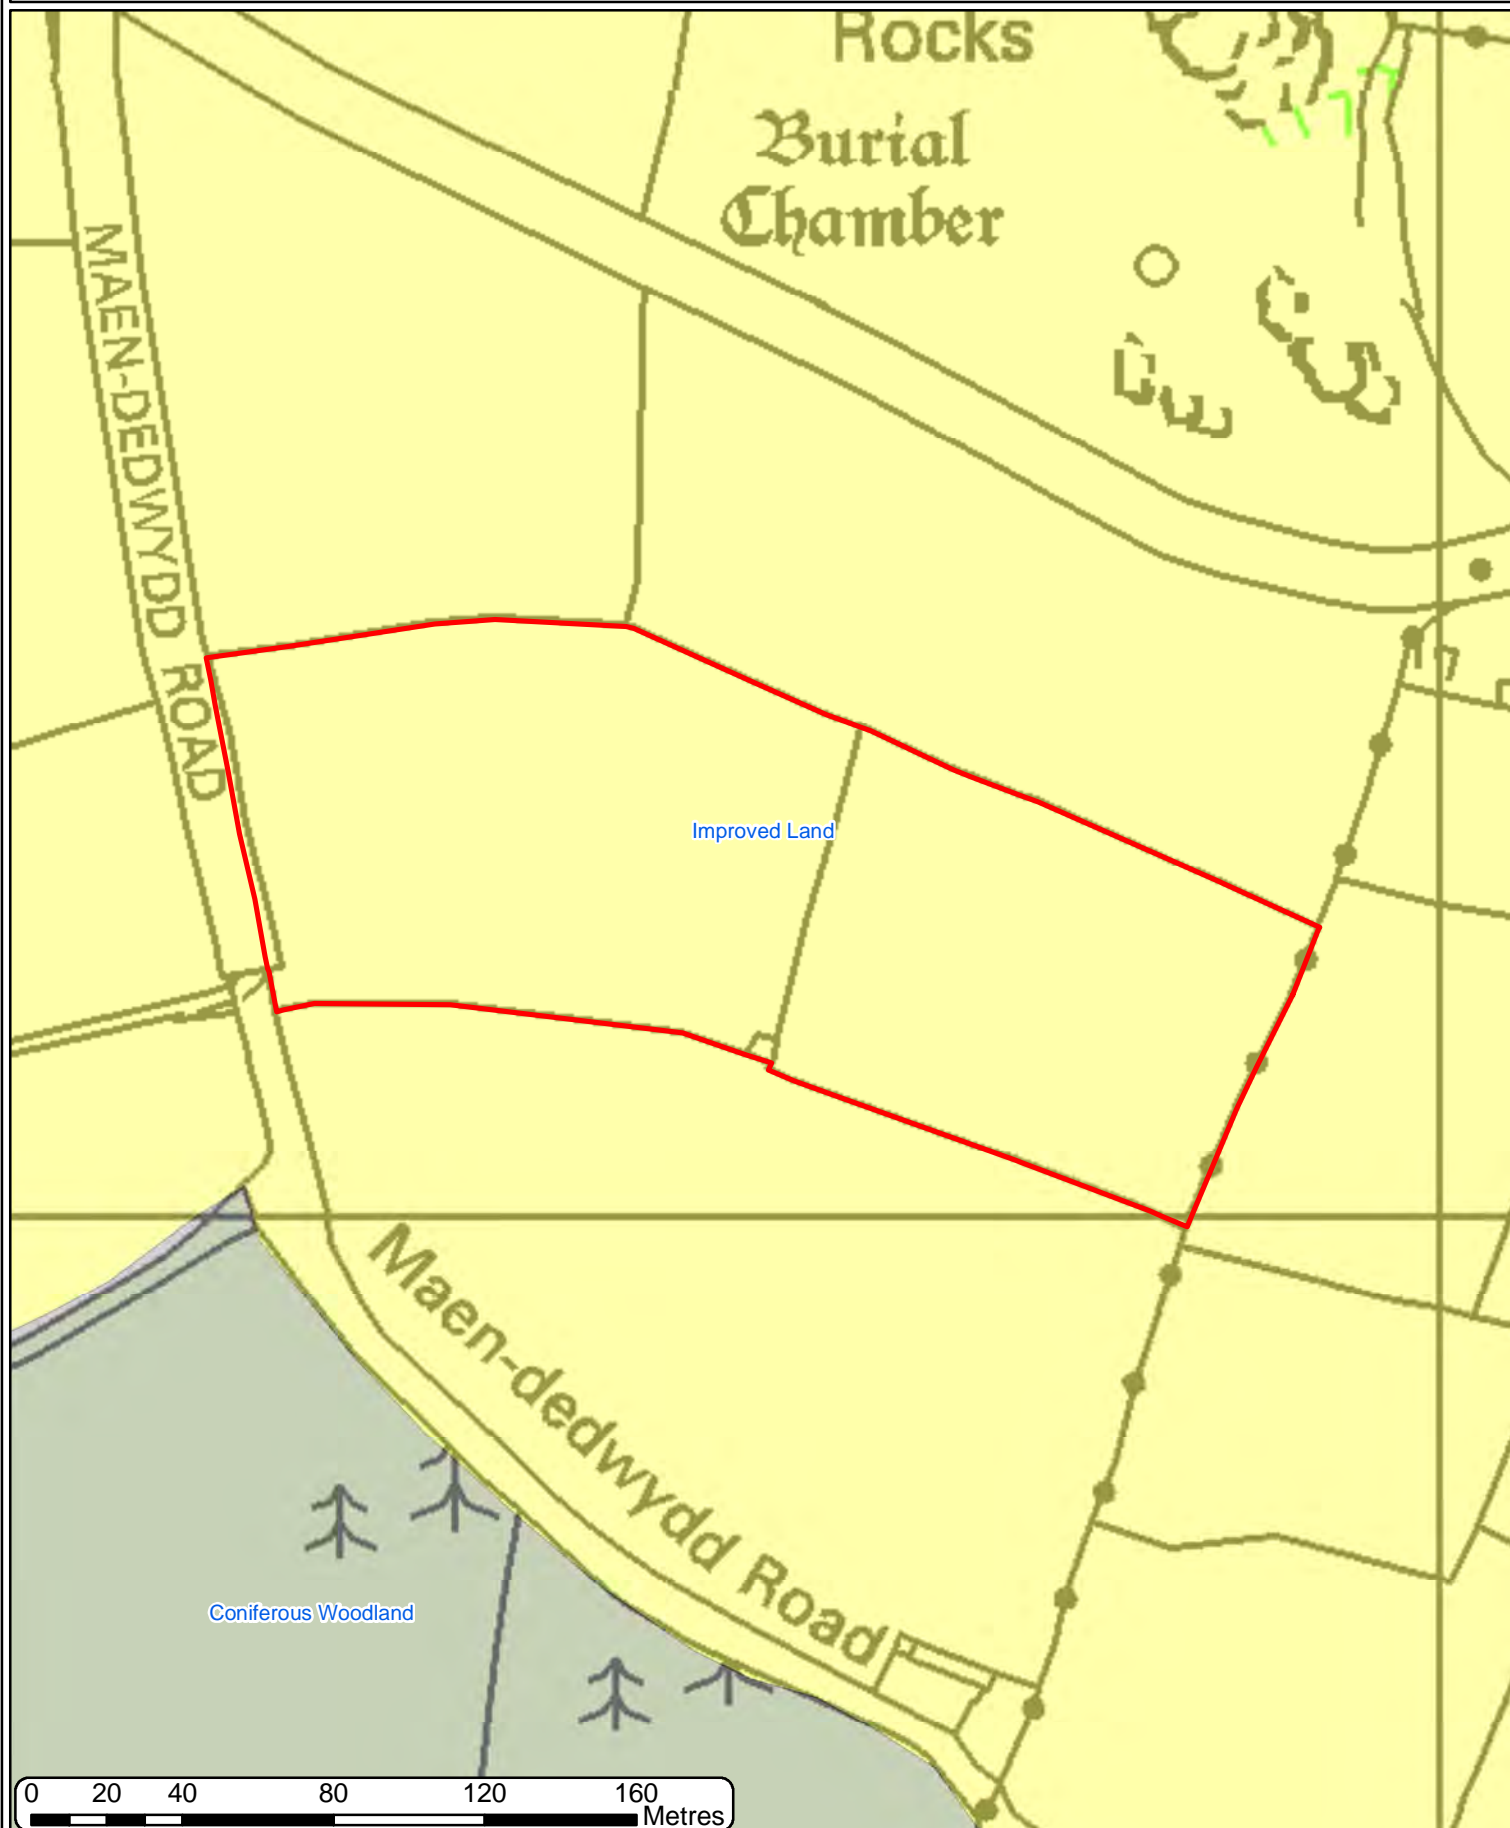 Rocks
Burial
Chamber
MAEN-DEDWYDD ROAD
Improved Land
Maen-dedwydd Road
Coniferous Woodland
0 20 40 80 120 160
Metres